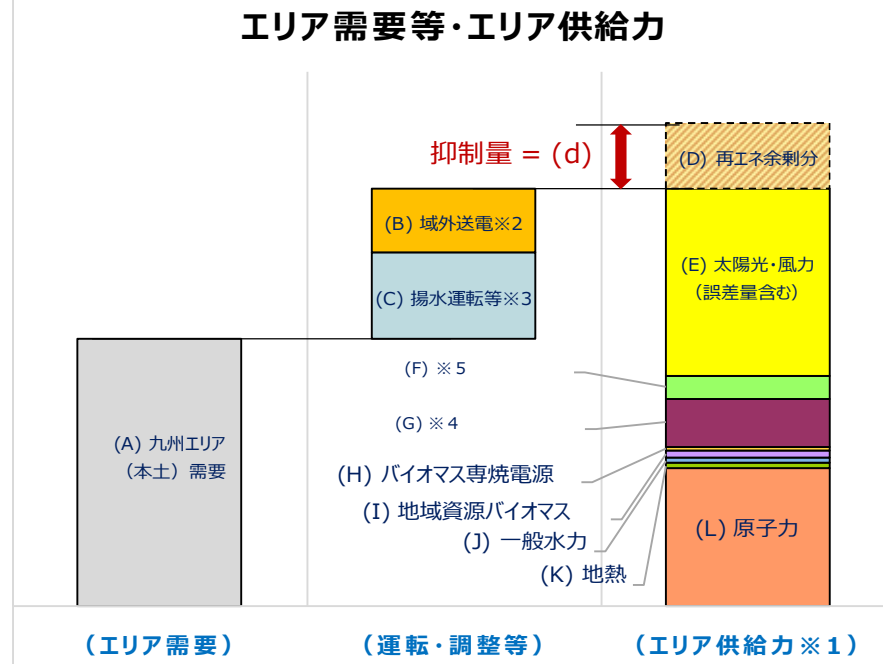 エリア需要等・エリア供給力
抑制量 = (d)
(D) 再エネ余剰分
(B) 域外送電※2
(E) 太陽光・風力
（誤差量含む）
(C) 揚水運転等※3
(F) ※５
(G) ※４
(A) 九州エリア
（本土）需要
(H) バイオマス専焼電源
(I) 地域資源バイオマス
(J) 一般水力
(K) 地熱
(L) 原子力
（エリア需要）
（運転・調整等）
（エリア供給力※１）